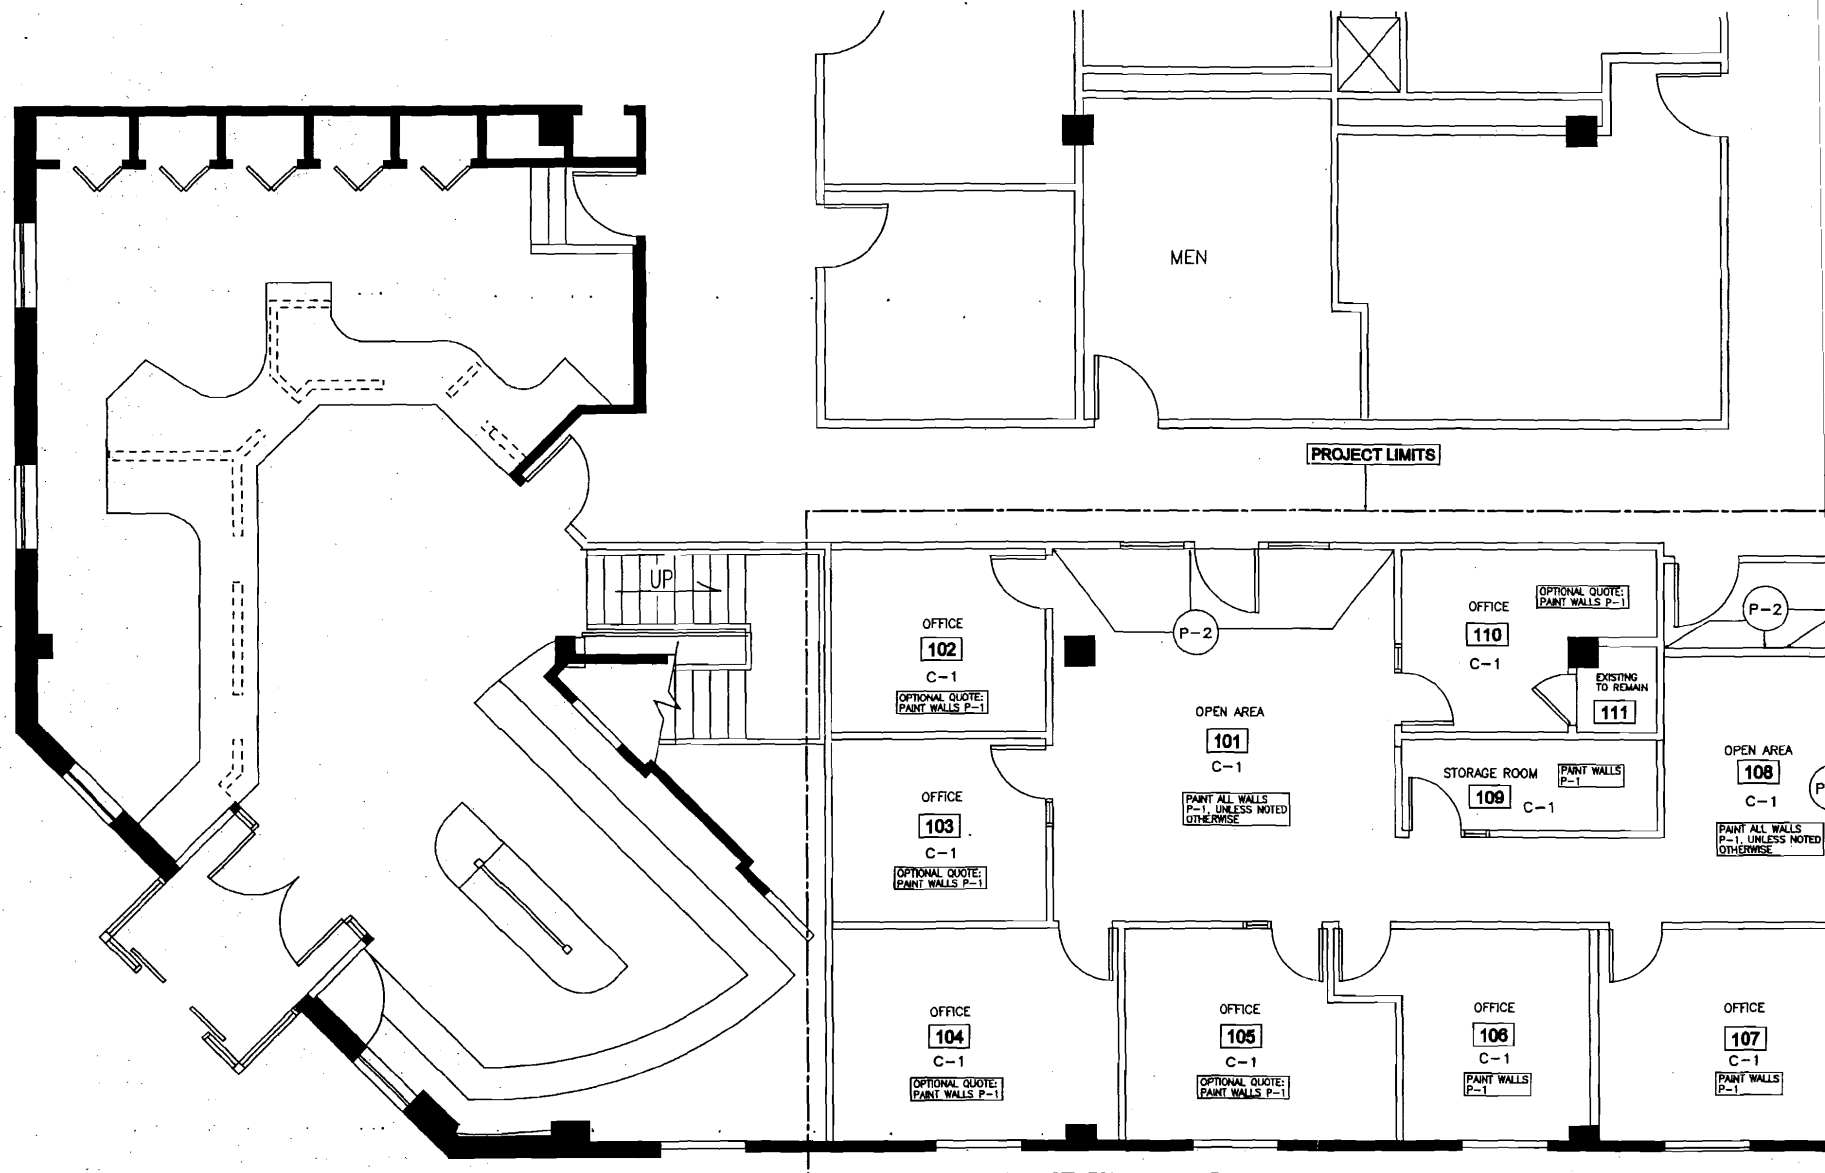 MEN
PROJECT LIMITS
UP
OFFICE
102
C-1
OPTIONAL QUOTE:
PAINT WALLS P-1
P-2
OFFICE
110
C-1
OPTIONAL QUOTE:
PAINT WALLS P-1
EXISTING
TO REMAIN
111
P-2
OPEN AREA
101
C-1
PAINT ALL WALLS
P-1, UNLESS NOTED
OTHERWISE
OFFICE
103
C-1
OPTIONAL QUOTE:
PAINT WALLS P-1
STORAGE ROOM
109
C-1
PAINT WALLS
P-1
OPEN AREA
108
C-1
PAINT ALL WALLS
P-1, UNLESS NOTED
OTHERWISE
P
OFFICE
104
C-1
OPTIONAL QUOTE:
PAINT WALLS P-1
OFFICE
105
C-1
OPTIONAL QUOTE:
PAINT WALLS P-1
OFFICE
106
C-1
PAINT WALLS
P-1
OFFICE
107
C-1
PAINT WALLS
P-1